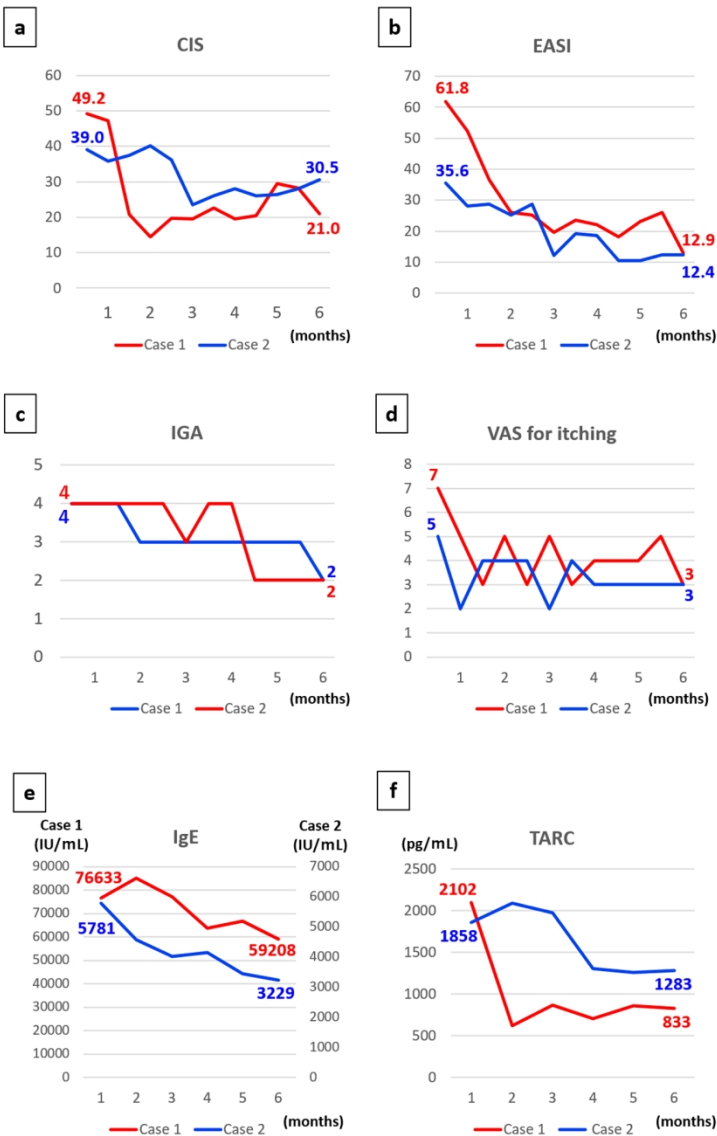 a
CIS
60
50
40
30
20
10
0
49.2
39.0
30.5
21.0
1 2 3 4 5 6
(months)
Case 1 Case 2
b
EASI
70
60
50
40
30
20
10
0
61.8
35.6
12.9
12.4
1 2 3 4 5 6
(months)
Case 1 Case 2
c
IGA
5
4
3
2
1
0
4
4
2
2
1 2 3 4 5 6
(months)
Case 1 Case 2
d
VAS for itching
8
7
6
5
4
3
2
1
0
7
5
3
3
1 2 3 4 5 6
(months)
Case 1 Case 2
e
Case 1
(IU/mL)
IgE
Case 2
(IU/mL)
90000
80000
70000
60000
50000
40000
30000
20000
10000
0
7000
6000
5000
4000
3000
2000
1000
0
76633
5781
59208
3229
1 2 3 4 5 6
(months)
Case 1 Case 2
f
(pg/mL)
TARC
2500
2000
1500
1000
500
0
2102
1858
1283
833
1 2 3 4 5 6
(months)
Case 1 Case 2